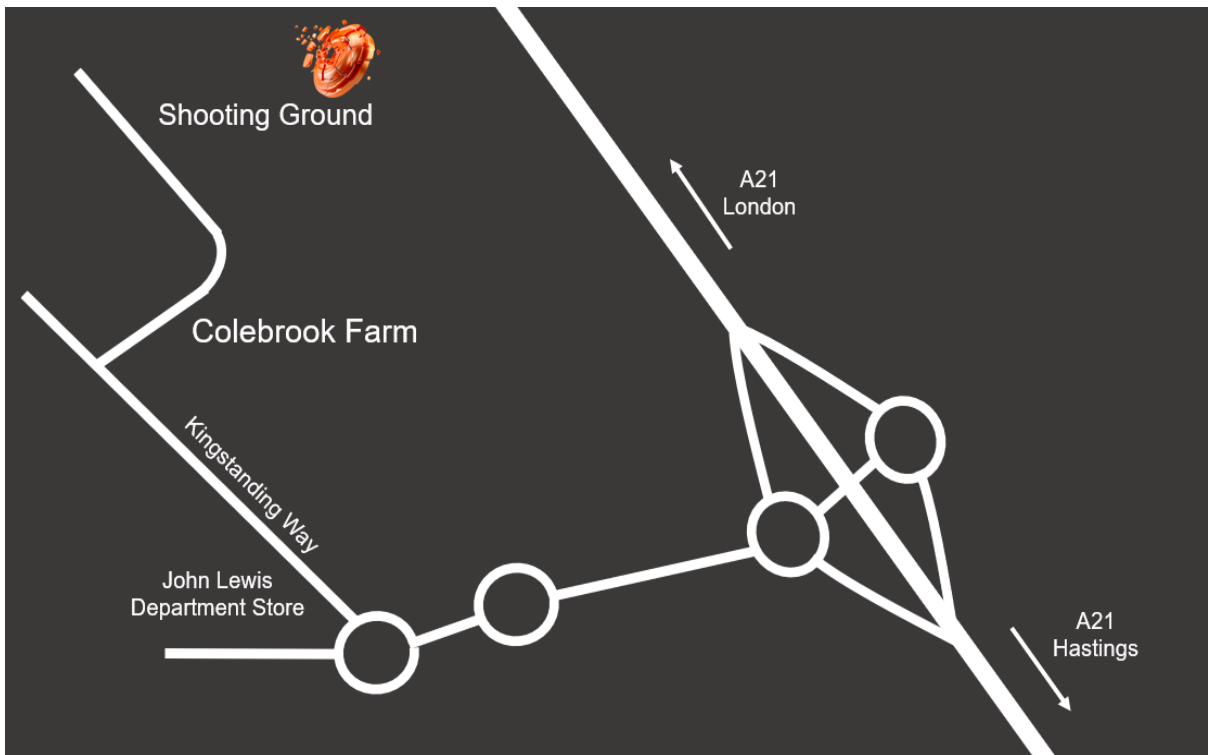 Shooting Ground
A21
London
Colebrook Farm
Kingstanding Way
John Lewis
Department Store
A21
Hastings